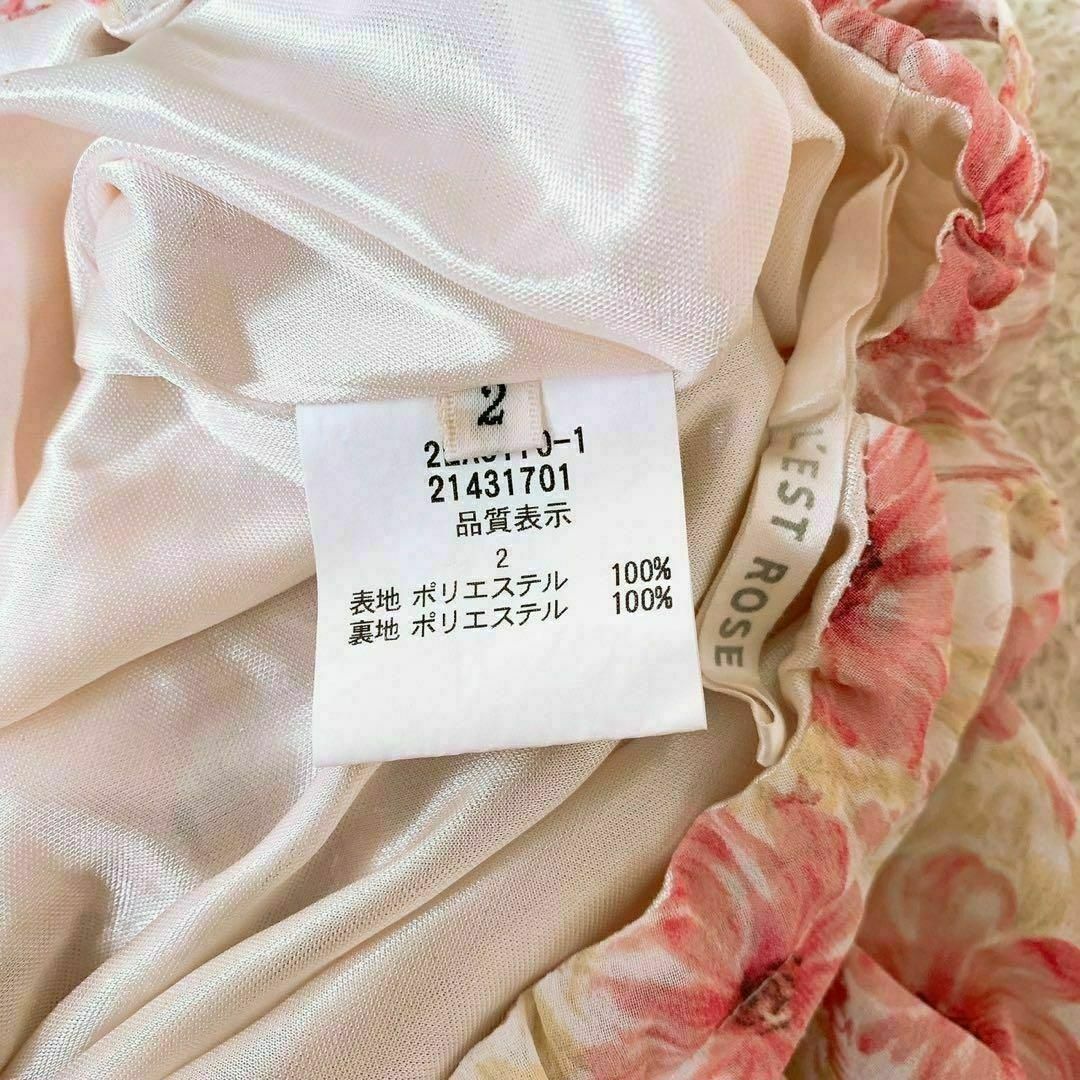 2
21431701
品質表示
2
表地 ポリエステル 100%
裏地 ポリエステル 100%
L'EST ROSE